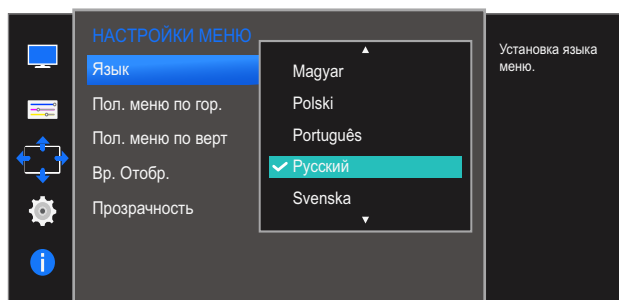 НАСТРОЙКИ МЕНЮ
Язык
Пол. меню по гор.
Пол. меню по верт
Вр. Отобр.
Прозрачность
Magyar
Polski
Português
Русский
Svenska
Установка языка
меню.